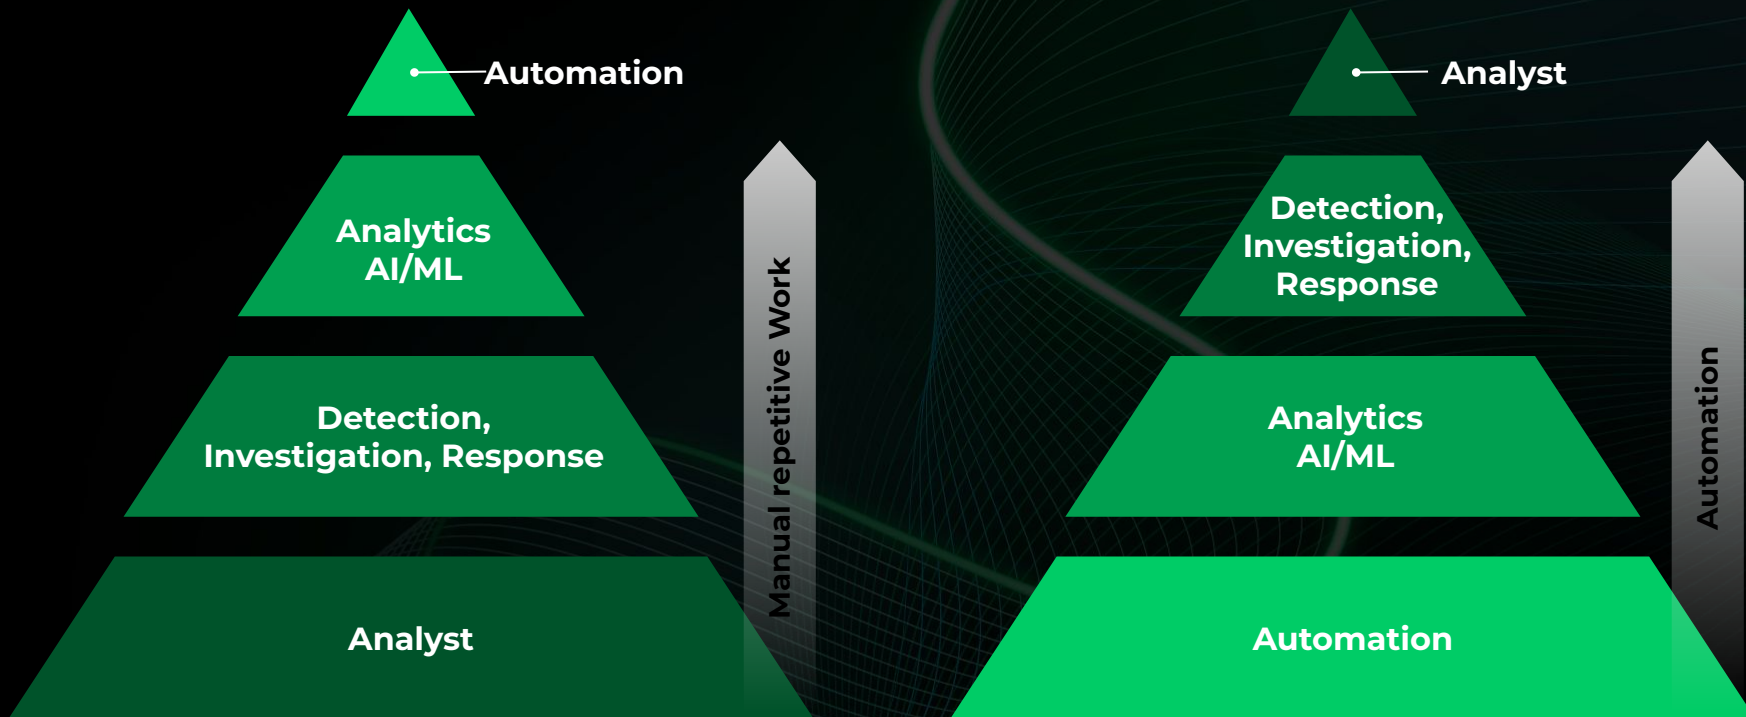 Automation
Analytics
AI/ML
Detection,
Investigation, Response
Analyst
Manual repetitive Work
Analyst
Detection,
Investigation,
Response
Analytics
AI/ML
Automation
Automation